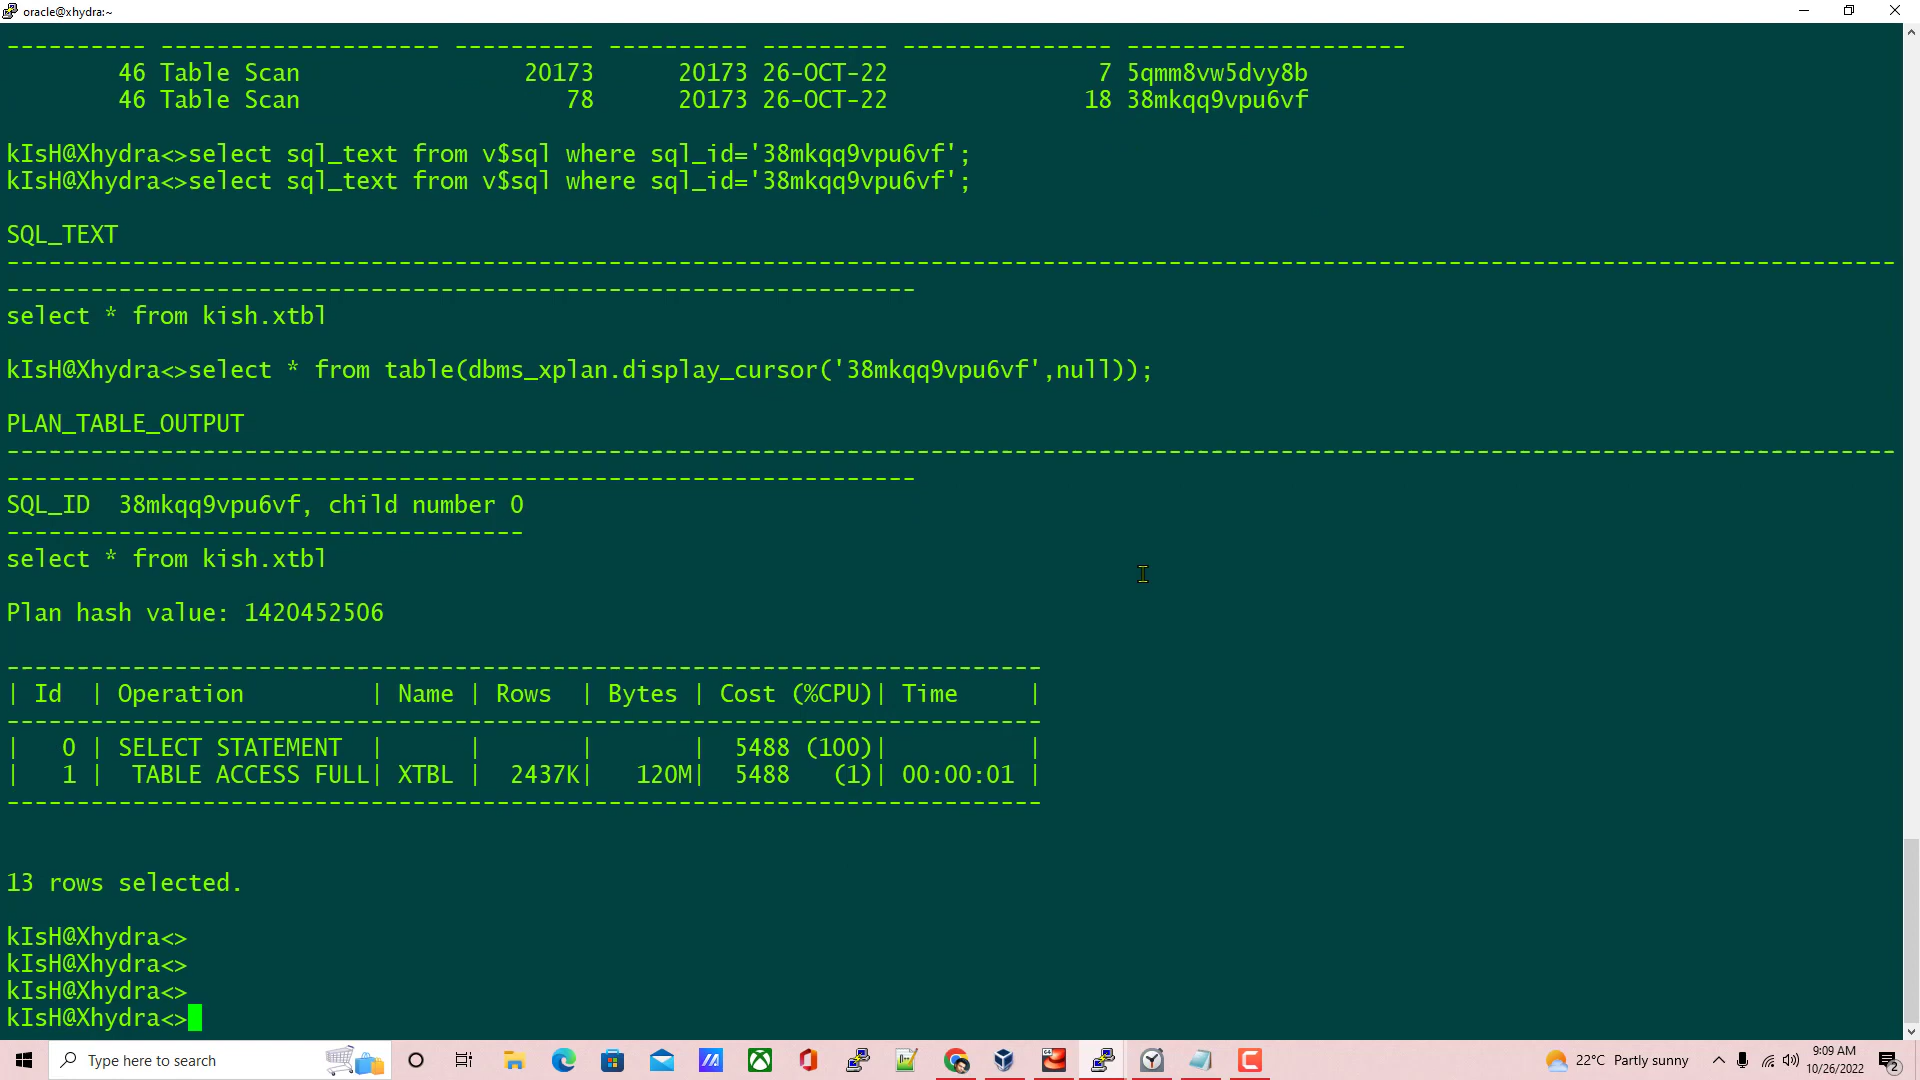 oracle@xhydra:~
---------- -------------------- ---------- ---------- --------- --------------- --------------------
46 Table Scan 20173 20173 26-OCT-22 7 5qmm8vw5dvy8b
46 Table Scan 78 20173 26-OCT-22 18 38mkqq9vpu6vf
kIsH@Xhydra<>select sql_text from v$sql where sql_id='38mkqq9vpu6vf';
kIsH@Xhydra<>select sql_text from v$sql where sql_id='38mkqq9vpu6vf';
SQL_TEXT
---------------------------------------------------------------------------------------------------------------------------------------
-----------------------------------------------------------------
select * from kish.xtbl
kIsH@Xhydra<>select * from table(dbms_xplan.display_cursor('38mkqq9vpu6vf',null));
PLAN_TABLE_OUTPUT
---------------------------------------------------------------------------------------------------------------------------------------
-----------------------------------------------------------------
SQL_ID  38mkqq9vpu6vf, child number 0
-------------------------------------
select * from kish.xtbl
Plan hash value: 1420452506
--------------------------------------------------------------------------
| Id  | Operation         | Name | Rows  | Bytes | Cost (%CPU)| Time     |
--------------------------------------------------------------------------
|   0 | SELECT STATEMENT  |      |       |       |  5488 (100)|          |
|   1 |  TABLE ACCESS FULL| XTBL |  2437K|   120M|  5488   (1)| 00:00:01 |
--------------------------------------------------------------------------
13 rows selected.
kIsH@Xhydra<>
kIsH@Xhydra<>
kIsH@Xhydra<>
kIsH@Xhydra<>
Type here to search
22°C Partly sunny
9:09 AM
10/26/2022
2